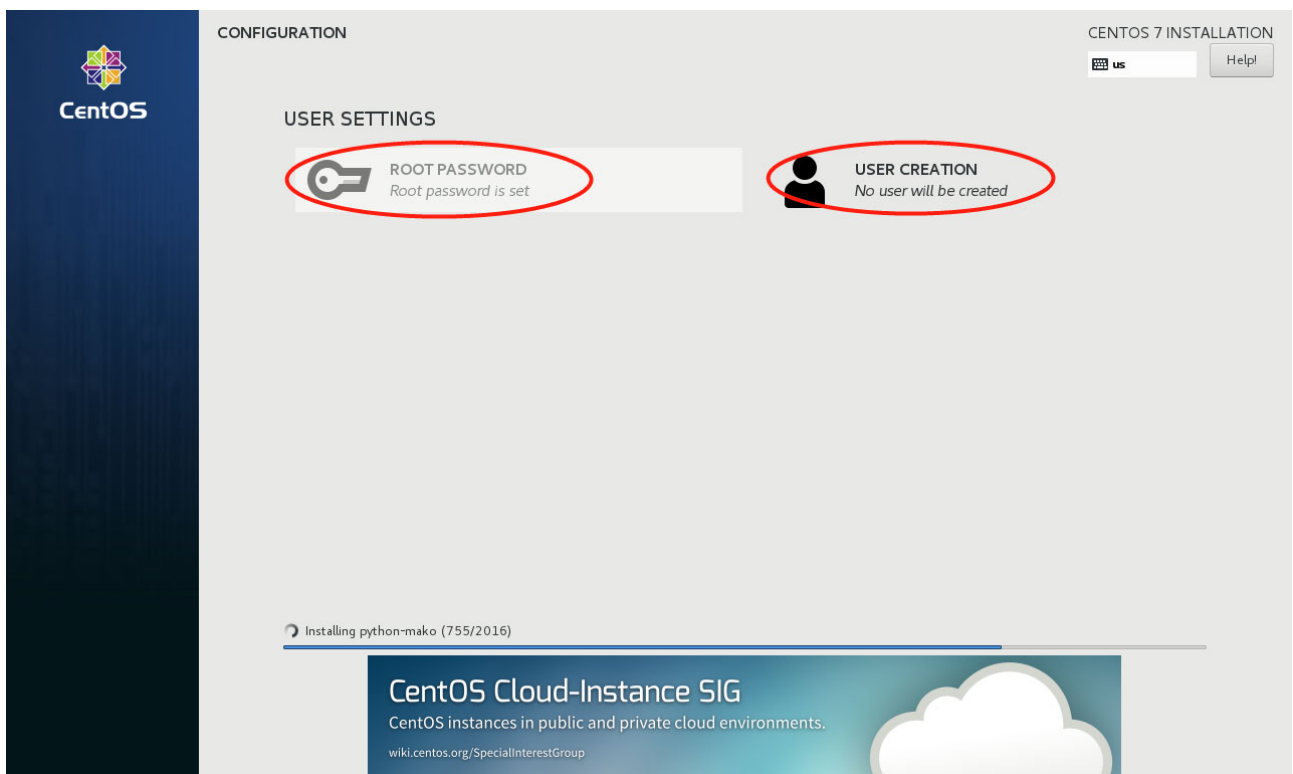 CONFIGURATION
CENTOS 7 INSTALLATION
us
Help!
CentOS
USER SETTINGS
ROOT PASSWORD
Root password is set
USER CREATION
No user will be created
Installing python-mako (755/2016)
CentOS Cloud-Instance SIG
CentOS instances in public and private cloud environments.
wiki.centos.org/SpecialInterestGroup